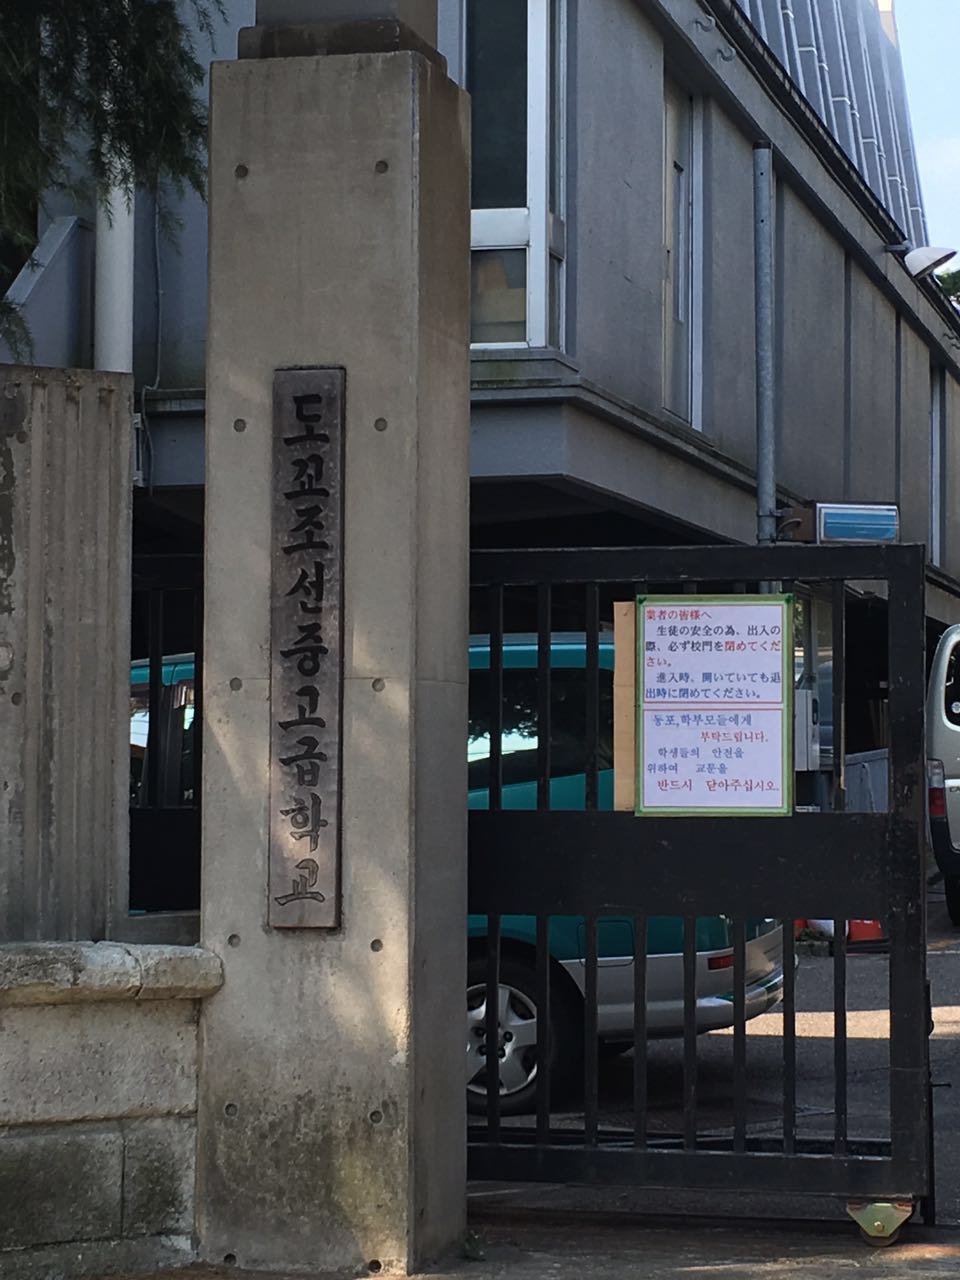 도꾜조선중고급학교
業者の皆様へ
生徒の安全の為、出入の
際、必ず校門を閉めてくだ
さい。
進入時、開いていても退
出時に閉めてください。
동포,학부모들에게
부탁드립니다.
학생들의 안전을
위하여 교문을
반드시 닫아주십시오.